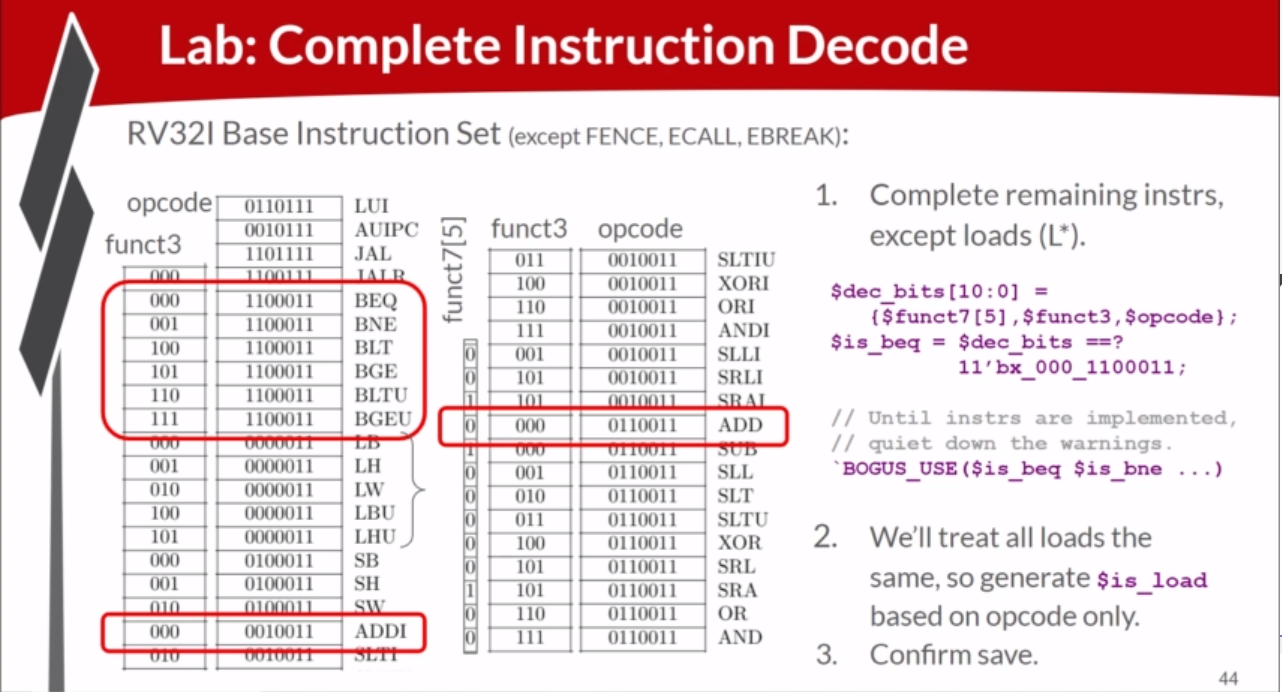 Lab: Complete Instruction Decode
RV32I Base Instruction Set (except FENCE, ECALL, EBREAK):
opcode
funct3
0110111 LUI
0010111 AUIPC
1101111 JAL
000 1100111 JALR
000 1100011 BEQ
001 1100011 BNE
100 1100011 BLT
101 1100011 BGE
110 1100011 BLTU
111 1100011 BGEU
000 0000011 LB
001 0000011 LH
010 0000011 LW
100 0000011 LBU
101 0000011 LHU
000 0100011 SB
001 0100011 SH
010 0100011 SW
000 0010011 ADDI
010 0010011 SLTI
funct7[5]
funct3 opcode
011 0010011 SLTIU
100 0010011 XORI
110 0010011 ORI
111 0010011 ANDI
0 001 0010011 SLLI
0 101 0010011 SRLI
1 101 0010011 SRAI
0 000 0110011 ADD
1 000 0110011 SUB
0 001 0110011 SLL
0 010 0110011 SLT
0 011 0110011 SLTU
0 100 0110011 XOR
0 101 0110011 SRL
1 101 0110011 SRA
0 110 0110011 OR
0 111 0110011 AND
1. Complete remaining instrs,
except loads (L*).
$dec_bits[10:0] =
{$funct7[5],$funct3,$opcode};
$is_beq = $dec_bits ==?
11'bx_000_1100011;
// Until instrs are implemented,
// quiet down the warnings.
`BOGUS_USE($is_beq $is_bne ...)
2. We'll treat all loads the
same, so generate $is_load
based on opcode only.
3. Confirm save.
44